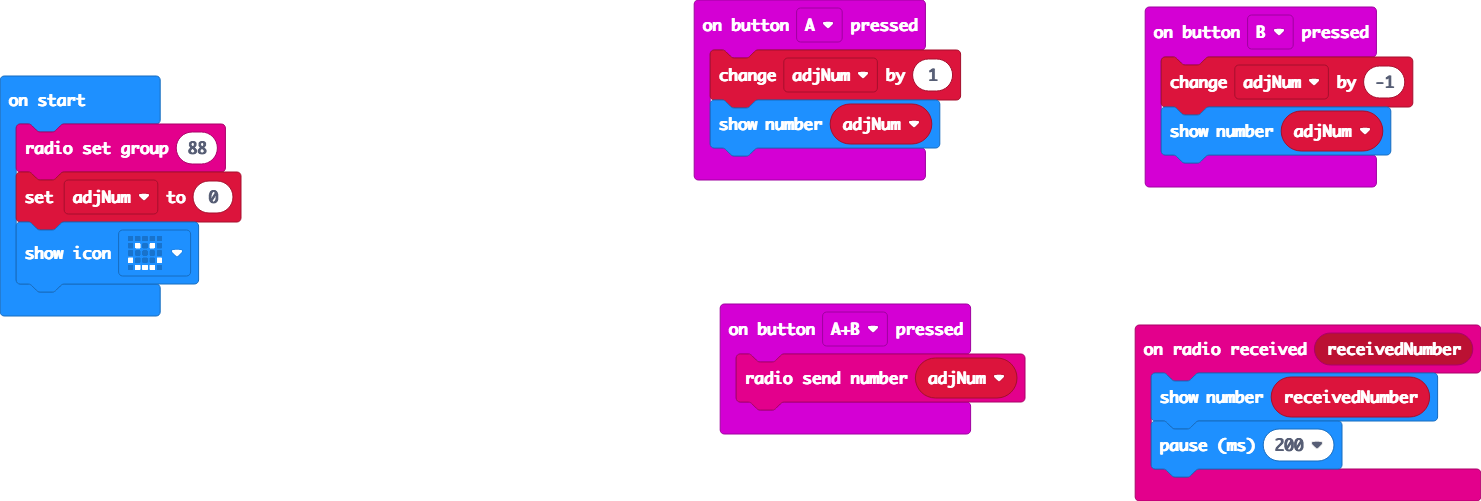 on start
radio set group 88
set adjNum to 0
show icon
on button A pressed
change adjNum by 1
show number adjNum
on button B pressed
change adjNum by -1
show number adjNum
on button A+B pressed
radio send number adjNum
on radio received receivedNumber
show number receivedNumber
pause (ms) 200